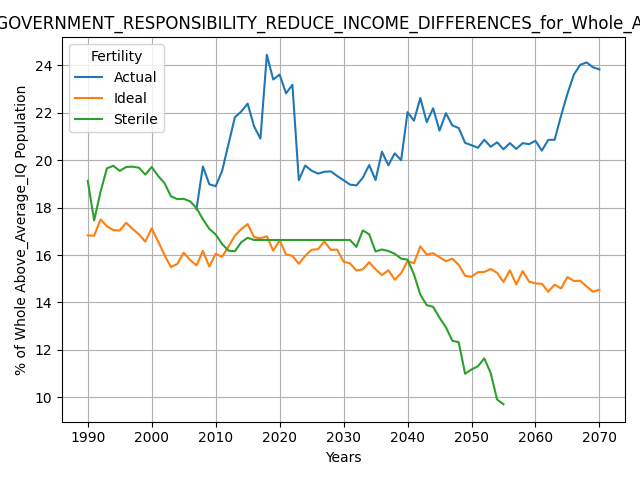 GOVERNMENT_RESPONSIBILITY_REDUCE_INCOME_DIFFERENCES_for_Whole_A
Fertility
Actual
Ideal
Sterile
% of Whole Above_Average_IQ Population
24
22
20
18
16
14
12
10
1990 2000 2010 2020 2030 2040 2050 2060 2070
Years